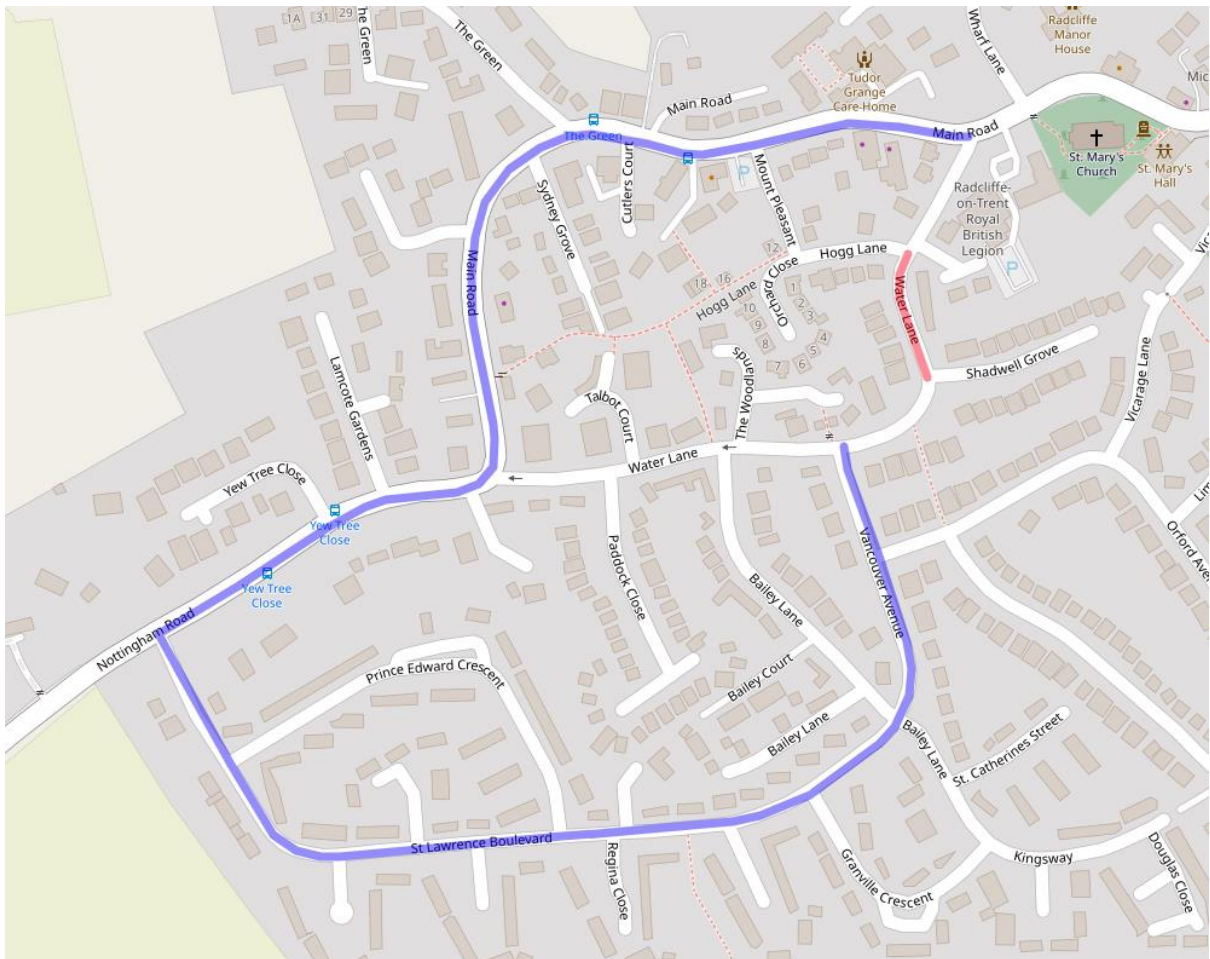 1A
31
29
The Green
The Green
Wharf Lane
Radcliffe
Manor
House
Tudor
Grange
Care-Home
Main Road
The Green
Main Road
St. Mary's
Church
St. Mary's
Hall
P
Cutlers Court
Sydney Grove
Mount Pleasant
Radcliffe-
on-Trent
Royal
British
Legion
P
12
Hogg Lane
16
18
Hogg Lane
Orchard Close
1
2
3
4
5
6
7
8
9
10
Main Road
Water Lane
Shadwell Grove
Vicarage Lane
Lamcote Gardens
Talbot Court
The Woodlands
Water Lane
Yew Tree Close
Yew Tree
Close
Yew Tree
Close
Paddock Close
Vancouver Avenue
Bailey Lane
Nottingham Road
Prince Edward Crescent
Bailey Court
Bailey Lane
Bailey Lane
St. Catherines Street
St Lawrence Boulevard
Regina Close
Granville Crescent
Kingsway
Douglas Close